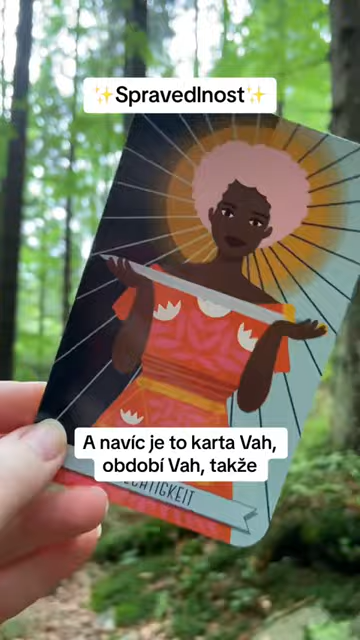 ✨Spravedlnost✨
A navíc je to karta Vah,
období Vah, takže